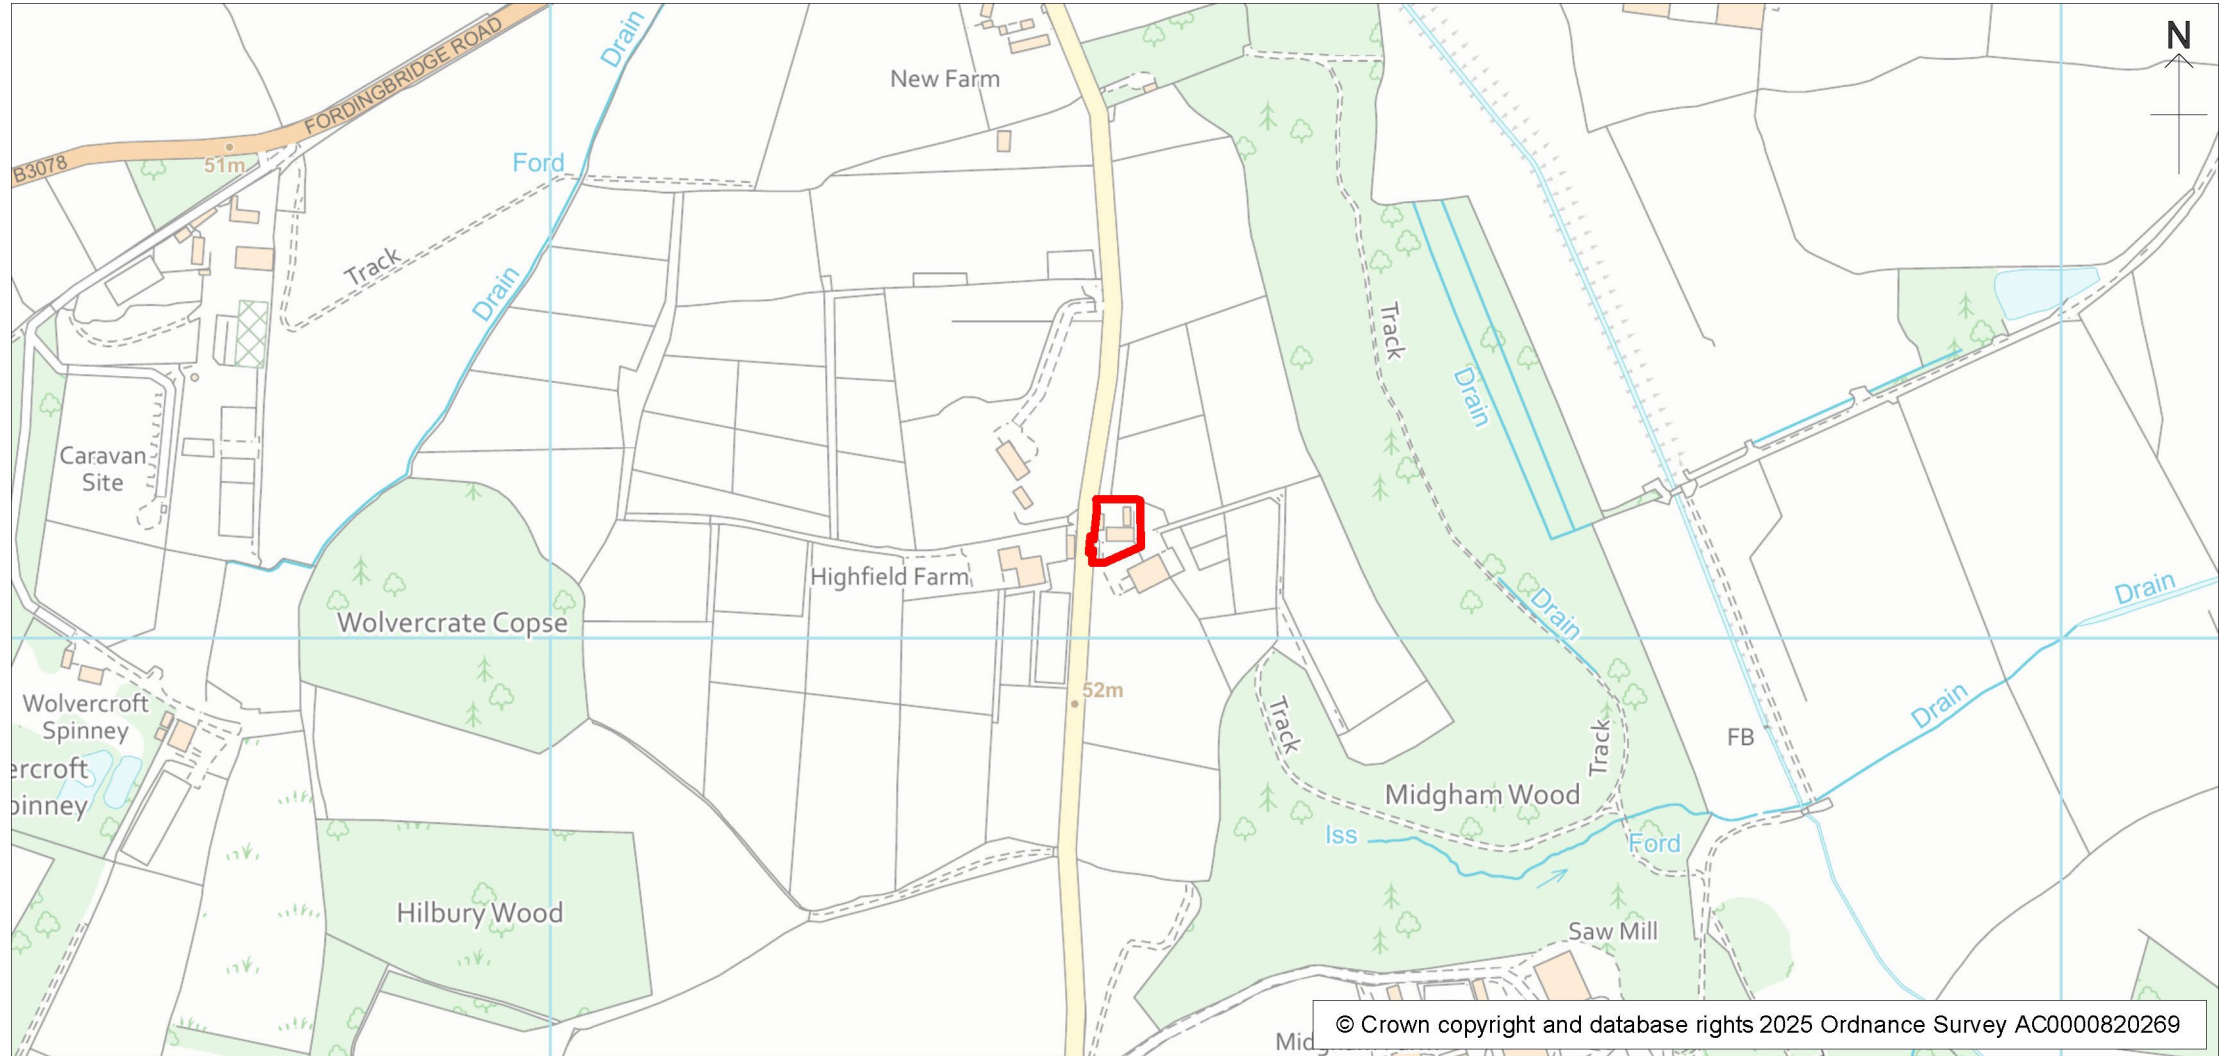 N
FORDINGBRIDGE ROAD
Drain
New Farm
B3078
51m
Ford
Track
Drain
Track
Drain
Caravan
Site
Highfield Farm
Wolvercrate Copse
Drain
Drain
52m
Wolvercroft
Spinney
Track
Track
Drain
FB
ercroft
pinney
Midgham Wood
Iss
Ford
Hilbury Wood
Saw Mill
© Crown copyright and database rights 2025 Ordnance Survey AC0000820269